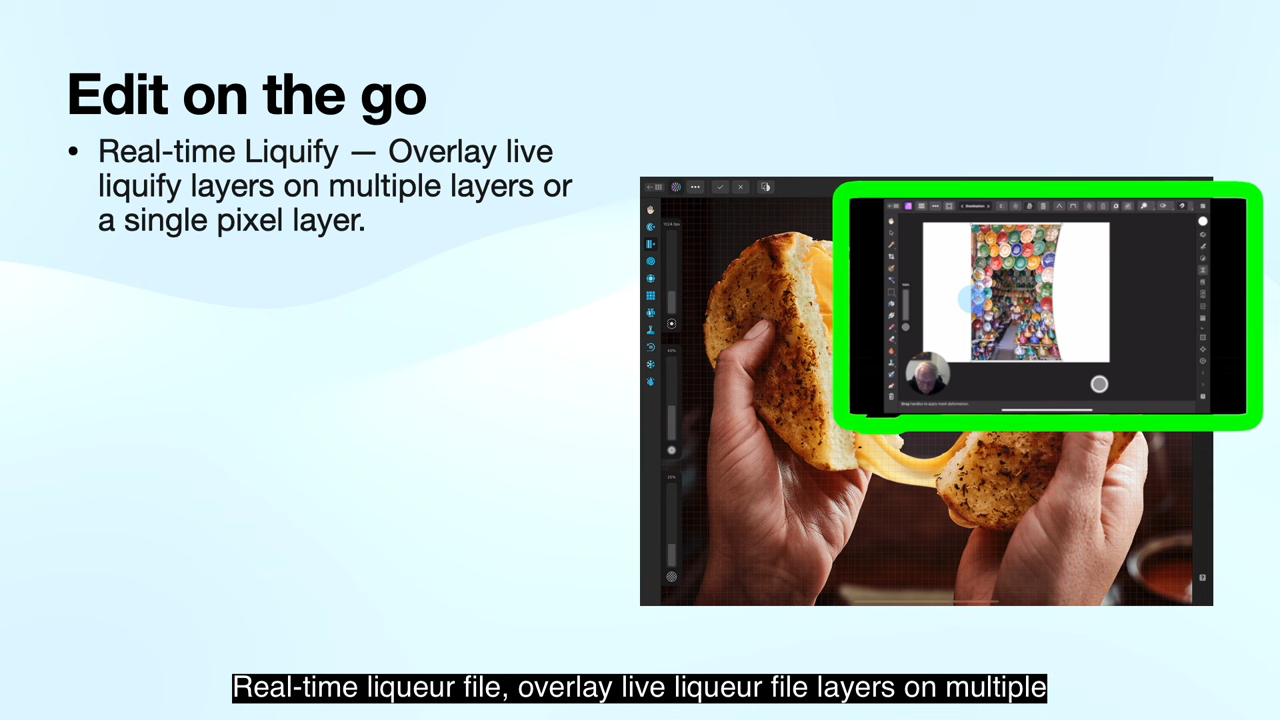 Edit on the go
• Real-time Liquify — Overlay live
liquify layers on multiple layers or
a single pixel layer.
Real-time liqueur file, overlay live liqueur file layers on multiple